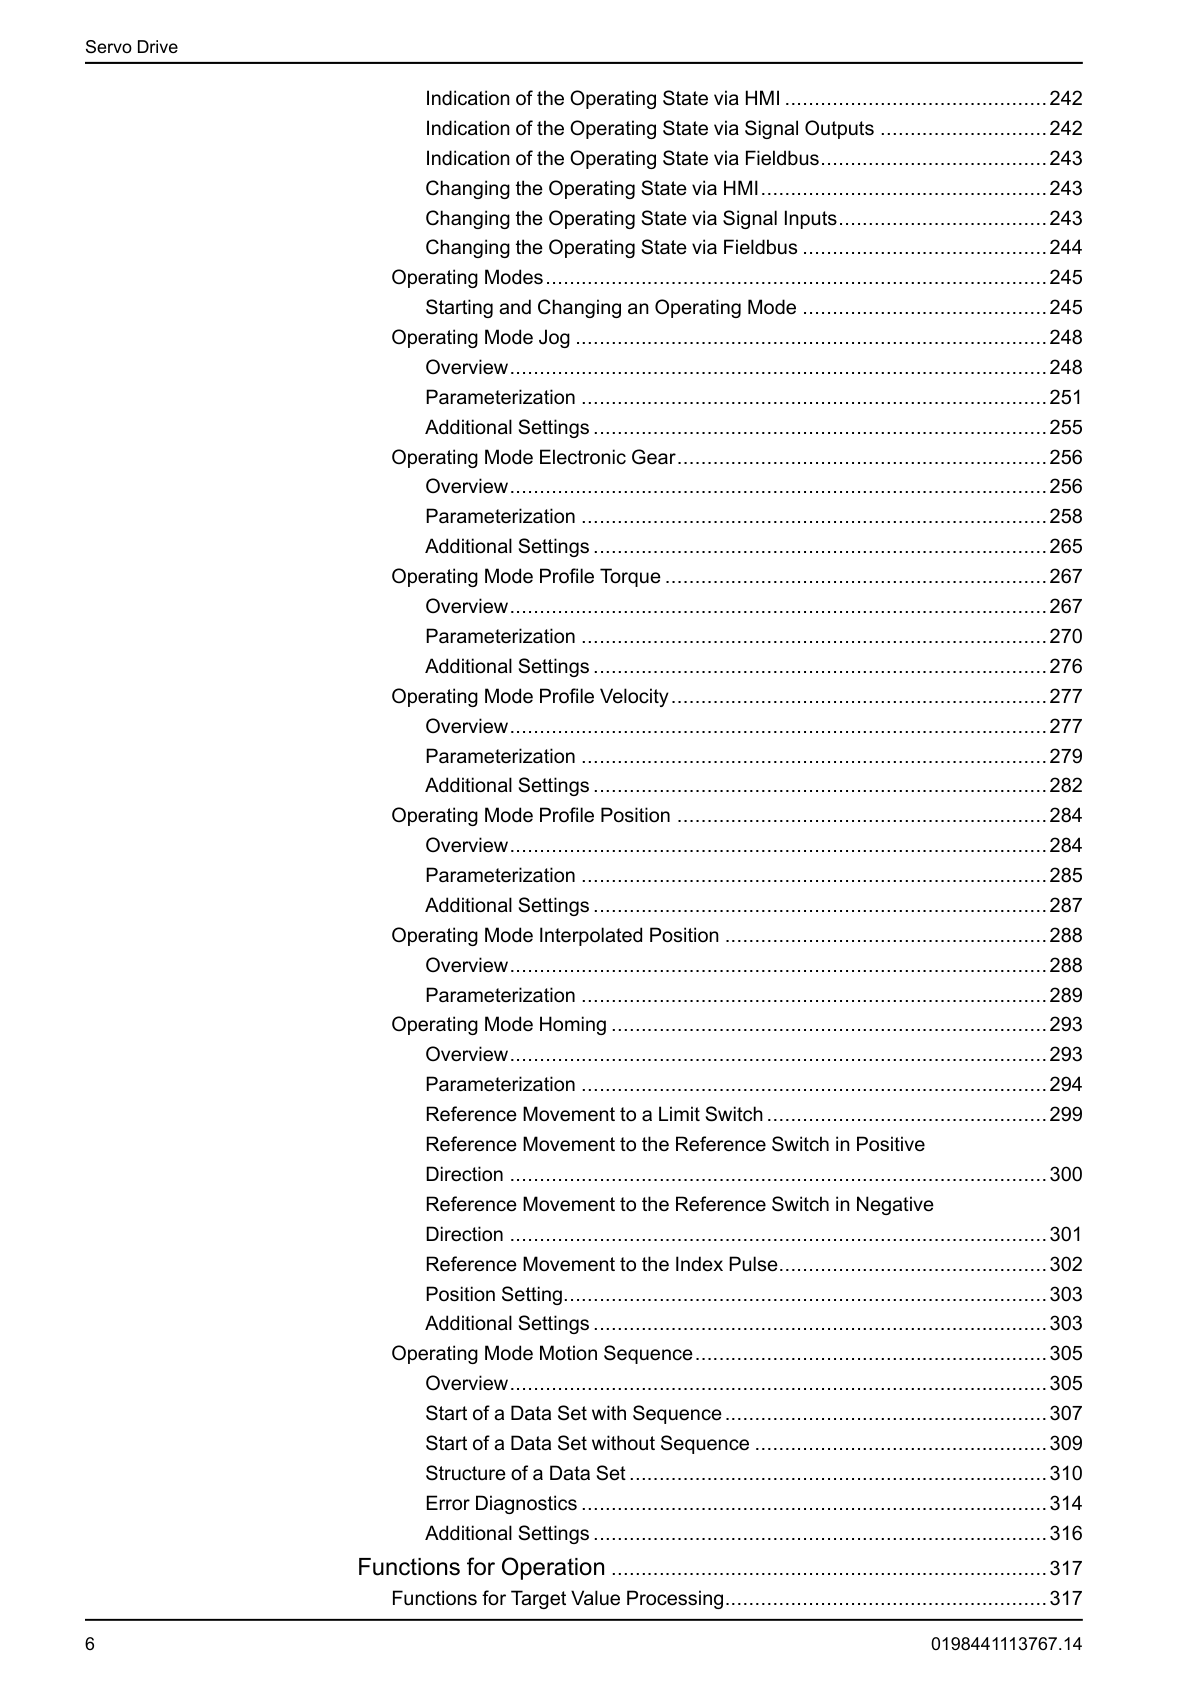 Servo Drive
Indication of the Operating State via HMI ............................................ 242
Indication of the Operating State via Signal Outputs ............................ 242
Indication of the Operating State via Fieldbus...................................... 243
Changing the Operating State via HMI................................................ 243
Changing the Operating State via Signal Inputs................................... 243
Changing the Operating State via Fieldbus ......................................... 244
Operating Modes.................................................................................... 245
Starting and Changing an Operating Mode ......................................... 245
Operating Mode Jog ............................................................................... 248
Overview.......................................................................................... 248
Parameterization .............................................................................. 251
Additional Settings ............................................................................ 255
Operating Mode Electronic Gear.............................................................. 256
Overview.......................................................................................... 256
Parameterization .............................................................................. 258
Additional Settings ............................................................................ 265
Operating Mode Profile Torque ................................................................ 267
Overview.......................................................................................... 267
Parameterization .............................................................................. 270
Additional Settings ............................................................................ 276
Operating Mode Profile Velocity ............................................................... 277
Overview.......................................................................................... 277
Parameterization .............................................................................. 279
Additional Settings ............................................................................ 282
Operating Mode Profile Position .............................................................. 284
Overview.......................................................................................... 284
Parameterization .............................................................................. 285
Additional Settings ............................................................................ 287
Operating Mode Interpolated Position ...................................................... 288
Overview.......................................................................................... 288
Parameterization .............................................................................. 289
Operating Mode Homing ......................................................................... 293
Overview.......................................................................................... 293
Parameterization .............................................................................. 294
Reference Movement to a Limit Switch ............................................... 299
Reference Movement to the Reference Switch in Positive
Direction .......................................................................................... 300
Reference Movement to the Reference Switch in Negative
Direction .......................................................................................... 301
Reference Movement to the Index Pulse............................................. 302
Position Setting................................................................................. 303
Additional Settings ............................................................................ 303
Operating Mode Motion Sequence........................................................... 305
Overview.......................................................................................... 305
Start of a Data Set with Sequence ...................................................... 307
Start of a Data Set without Sequence ................................................. 309
Structure of a Data Set ...................................................................... 310
Error Diagnostics .............................................................................. 314
Additional Settings ............................................................................ 316
Functions for Operation ......................................................................... 317
Functions for Target Value Processing...................................................... 317
6
0198441113767.14